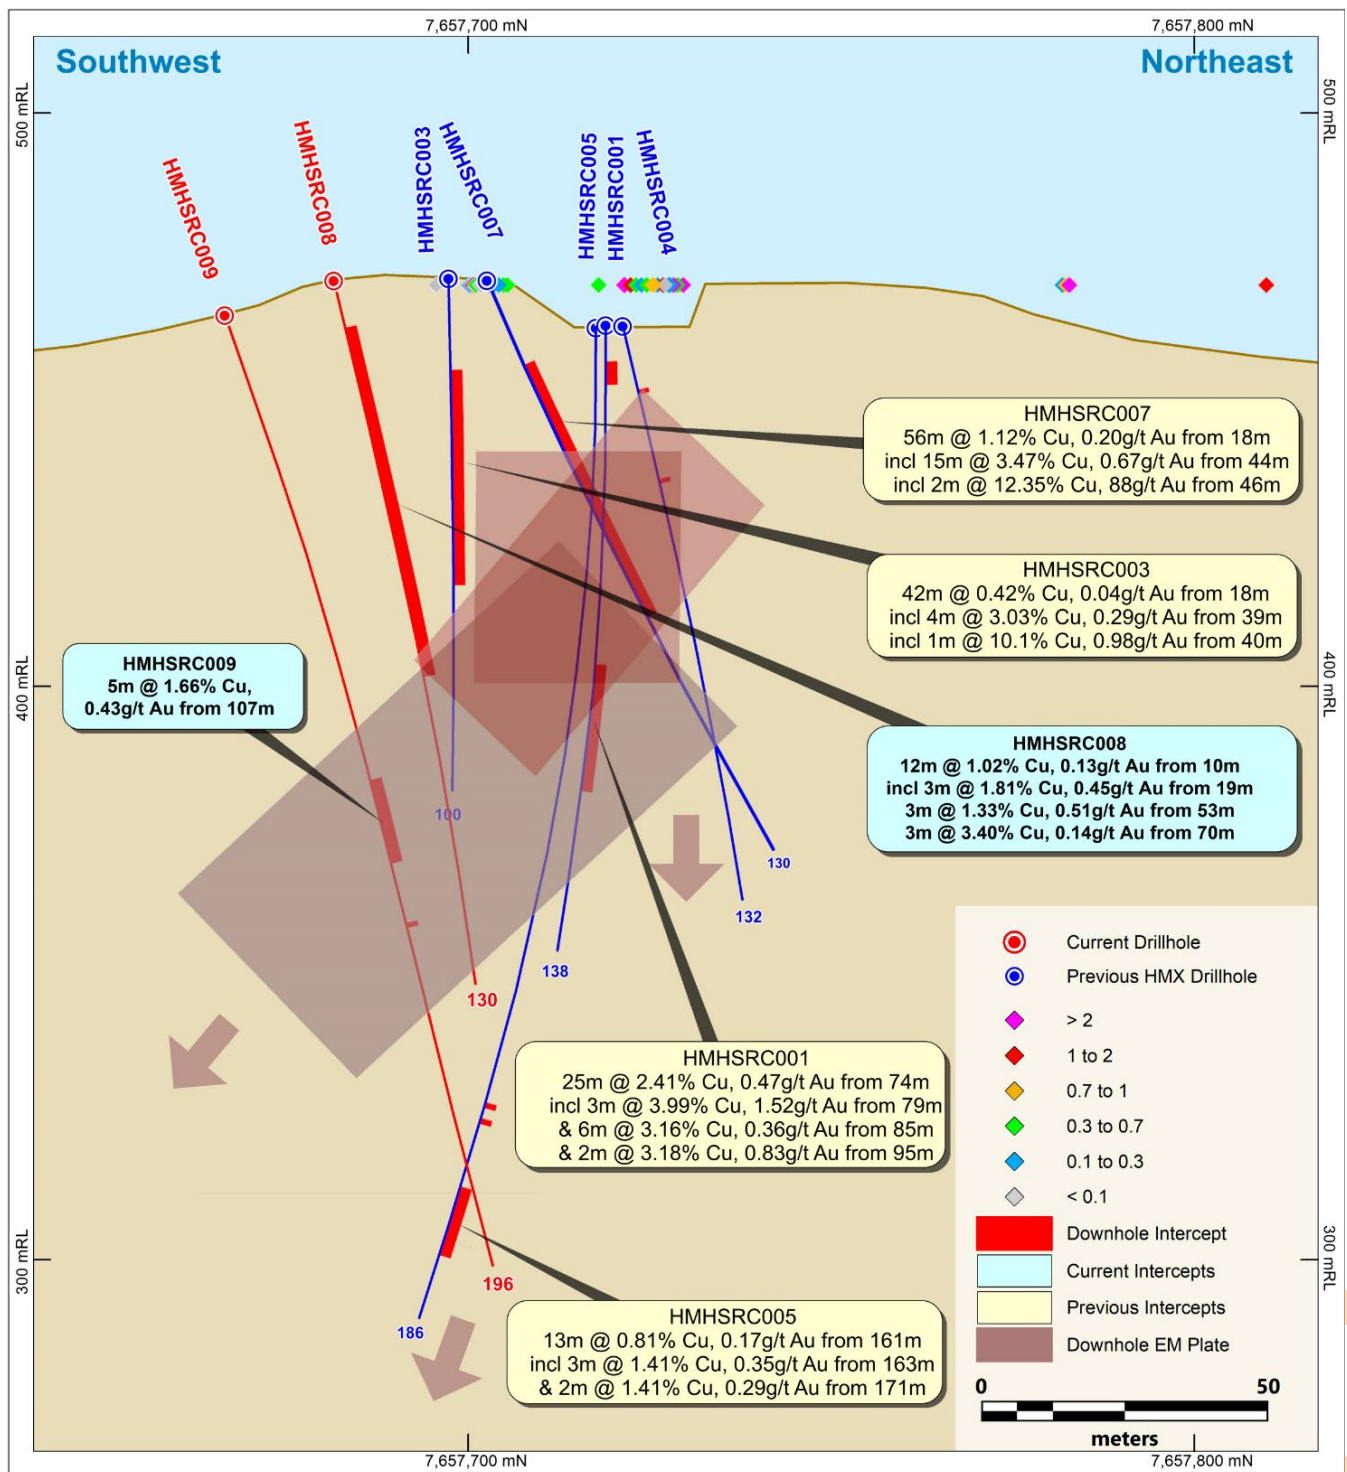 7,657,700 mN
7,657,800 mN
Southwest
Northeast
500 mRL
500 mRL
HMHSRC009
HMHSRC008
HMHSRC003
HMHSRC007
HMHSRC005
HMHSRC001
HMHSRC004
HMHSRC007
56m @ 1.12% Cu, 0.20g/t Au from 18m
incl 15m @ 3.47% Cu, 0.67g/t Au from 44m
incl 2m @ 12.35% Cu, 88g/t Au from 46m
HMHSRC003
42m @ 0.42% Cu, 0.04g/t Au from 18m
incl 4m @ 3.03% Cu, 0.29g/t Au from 39m
incl 1m @ 10.1% Cu, 0.98g/t Au from 40m
400 mRL
400 mRL
HMHSRC009
5m @ 1.66% Cu,
0.43g/t Au from 107m
HMHSRC008
12m @ 1.02% Cu, 0.13g/t Au from 10m
incl 3m @ 1.81% Cu, 0.45g/t Au from 19m
3m @ 1.33% Cu, 0.51g/t Au from 53m
3m @ 3.40% Cu, 0.14g/t Au from 70m
100
130
132
138
130
HMHSRC001
25m @ 2.41% Cu, 0.47g/t Au from 74m
incl 3m @ 3.99% Cu, 1.52g/t Au from 79m
& 6m @ 3.16% Cu, 0.36g/t Au from 85m
& 2m @ 3.18% Cu, 0.83g/t Au from 95m
300 mRL
300 mRL
196
186
HMHSRC005
13m @ 0.81% Cu, 0.17g/t Au from 161m
incl 3m @ 1.41% Cu, 0.35g/t Au from 163m
& 2m @ 1.41% Cu, 0.29g/t Au from 171m
Current Drillhole
Previous HMX Drillhole
> 2
1 to 2
0.7 to 1
0.3 to 0.7
0.1 to 0.3
< 0.1
Downhole Intercept
Current Intercepts
Previous Intercepts
Downhole EM Plate
0 50
meters
7,657,700 mN
7,657,800 mN